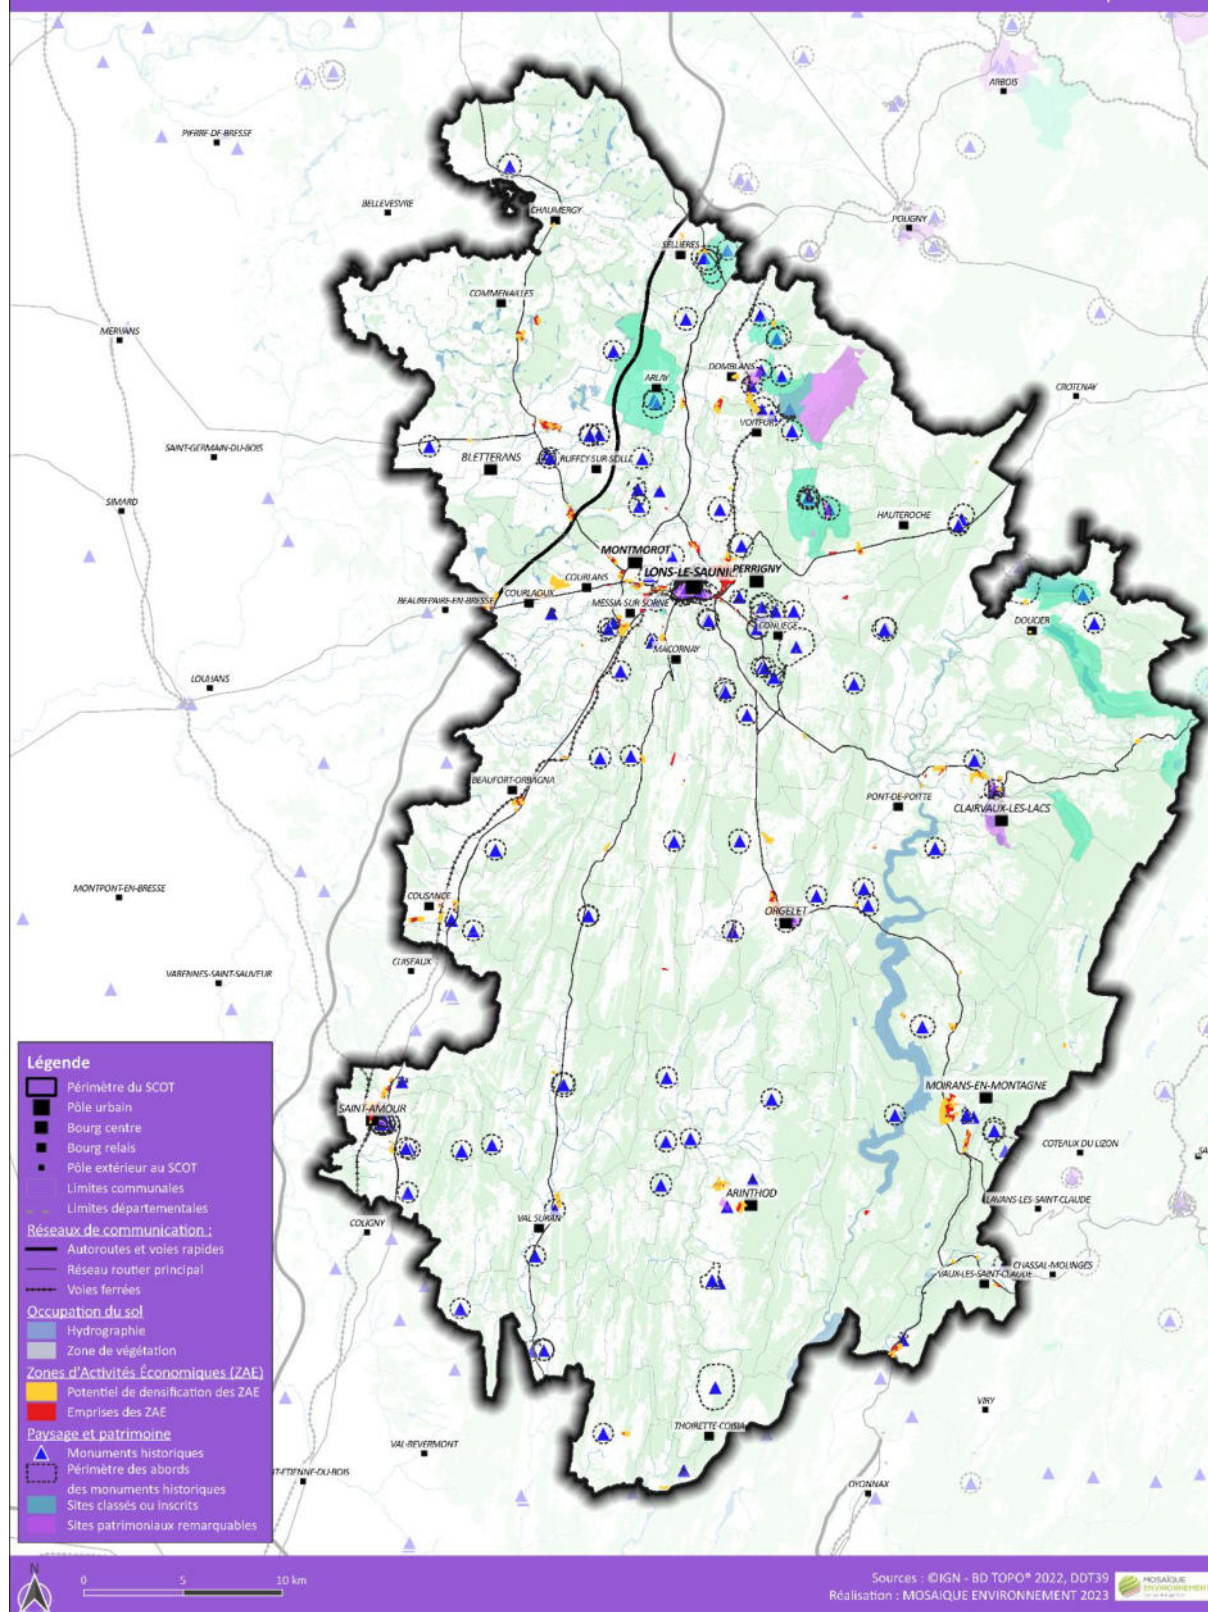 ARBOIS
PIERRE-DE-BRESSE
BELLEVESVRE
CHAUMERGY
POLIGNY
SELLIERES
COMMENAILLES
MERVANS
DOMBLANS
ARLAY
CROTENAY
VOITEUR
SAINT-GERMAIN-DU-BOIS
BLETTERANS
RUFFEY-SUR-SEILLE
SIMARD
HAUTEROCHE
MONTMOROT
LONS-LE-SAUNI
PERRIGNY
COURLANS
BEAUREPAIRE-EN-BRESSE
COURLAOUX
MESSIA-SUR-SORNE
CONLIEGE
DOUCIER
MACORNAY
LOUHANS
BEAUFORT-ORBAGNA
PONT-DE-POITTE
CLAIRVAUX-LES-LACS
MONTPONT-EN-BRESSE
COUSANCE
ORGELET
CUISEAUX
VARENNES-SAINT-SAUVEUR
MOIRANS-EN-MONTAGNE
SAINT-AMOUR
COTEAUX DU LIZON
SA
ARINTHOD
LAVANS-LES-SAINT-CLAUDE
COLIGNY
VAL SURAN
CHASSAL-MOLINGES
VAUX-LES-SAINT-CLAUDE
VIRY
THOIRETTE-COISIA
VAL-REVERMONT
T-ETIENNE-DU-BOIS
OYONNAX
Légende
Périmètre du SCOT
Pôle urbain
Bourg centre
Bourg relais
Pôle extérieur au SCOT
Limites communales
Limites départementales
Réseaux de communication :
Autoroutes et voies rapides
Réseau routier principal
Voies ferrées
Occupation du sol
Hydrographie
Zone de végétation
Zones d'Activités Économiques (ZAE)
Potentiel de densification des ZAE
Emprises des ZAE
Paysage et patrimoine
Monuments historiques
Périmètre des abords
des monuments historiques
Sites classés ou inscrits
Sites patrimoniaux remarquables
N
0 5 10 km
Sources : ©IGN - BD TOPO® 2022, DDT39
Réalisation : MOSAIQUE ENVIRONNEMENT 2023
MOSAÏQUE
ENVIRONNEMENT